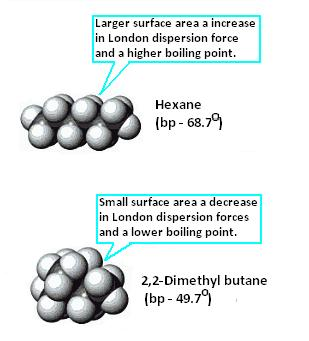 Larger surface area a increase
in London dispersion force
and a higher boiling point.
Hexane
(bp - 68.7º)
Small surface area a decrease
in London dispersion forces
and a lower boiling point.
2,2-Dimethyl butane
(bp - 49.7º)